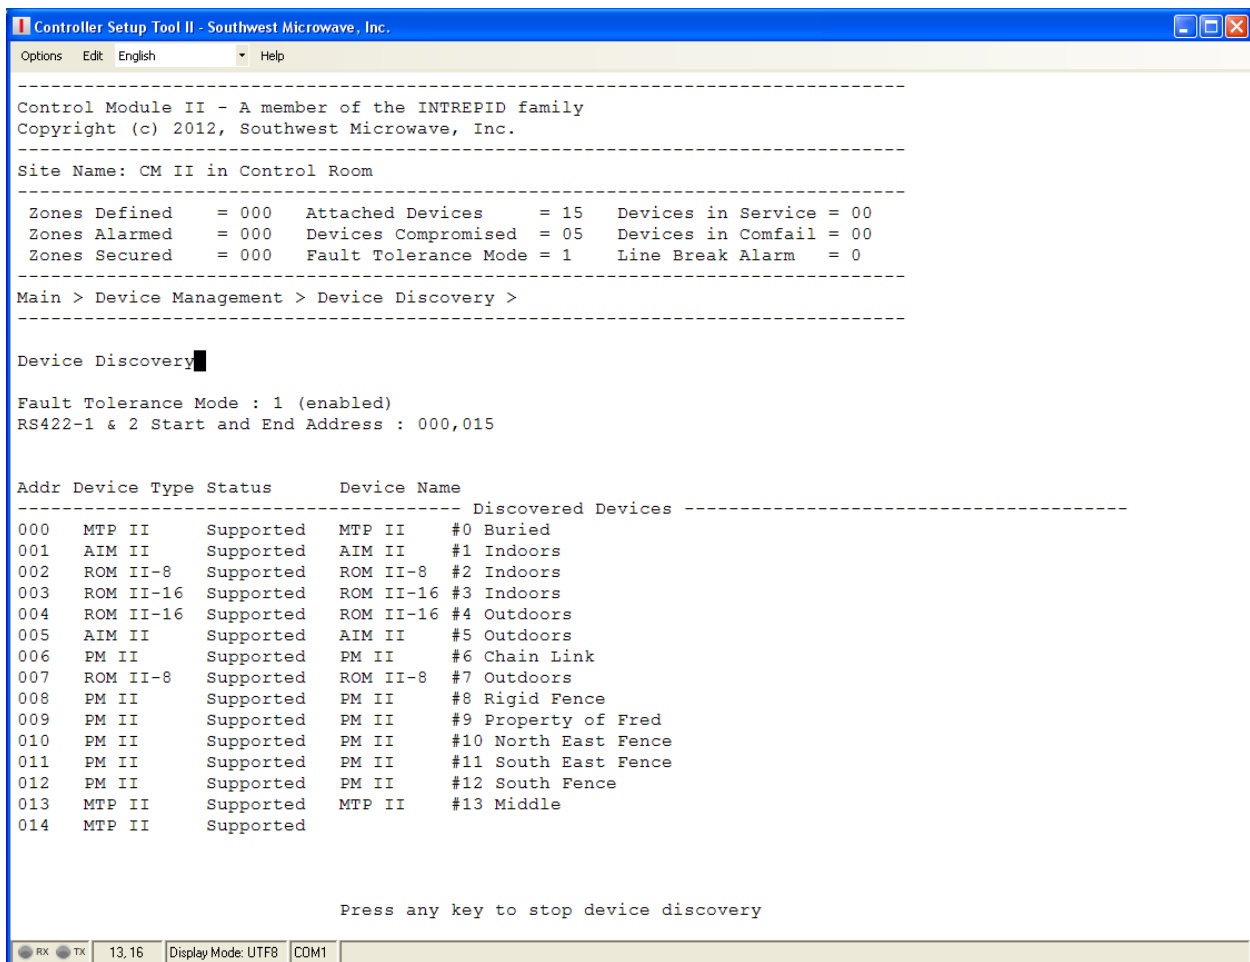 Controller Setup Tool II - Southwest Microwave, Inc.
Options Edit English Help
--------------------------------------------------------------------------------
Control Module II - A member of the INTREPID family
Copyright (c) 2012, Southwest Microwave, Inc.
--------------------------------------------------------------------------------
Site Name: CM II in Control Room
--------------------------------------------------------------------------------
Zones Defined = 000 Attached Devices = 15 Devices in Service = 00
Zones Alarmed = 000 Devices Compromised = 05 Devices in Comfail = 00
Zones Secured = 000 Fault Tolerance Mode = 1 Line Break Alarm = 0
--------------------------------------------------------------------------------
Main > Device Management > Device Discovery >
--------------------------------------------------------------------------------
Device Discovery
Fault Tolerance Mode : 1 (enabled)
RS422-1 & 2 Start and End Address : 000,015
Addr Device Type Status Device Name
---------------------------------------- Discovered Devices ----------------------------------------
000 MTP II Supported MTP II #0 Buried
001 AIM II Supported AIM II #1 Indoors
002 ROM II-8 Supported ROM II-8 #2 Indoors
003 ROM II-16 Supported ROM II-16 #3 Indoors
004 ROM II-16 Supported ROM II-16 #4 Outdoors
005 AIM II Supported AIM II #5 Outdoors
006 PM II Supported PM II #6 Chain Link
007 ROM II-8 Supported ROM II-8 #7 Outdoors
008 PM II Supported PM II #8 Rigid Fence
009 PM II Supported PM II #9 Property of Fred
010 PM II Supported PM II #10 North East Fence
011 PM II Supported PM II #11 South East Fence
012 PM II Supported PM II #12 South Fence
013 MTP II Supported MTP II #13 Middle
014 MTP II Supported
Press any key to stop device discovery
RX TX 13, 16 Display Mode: UTF8 COM1